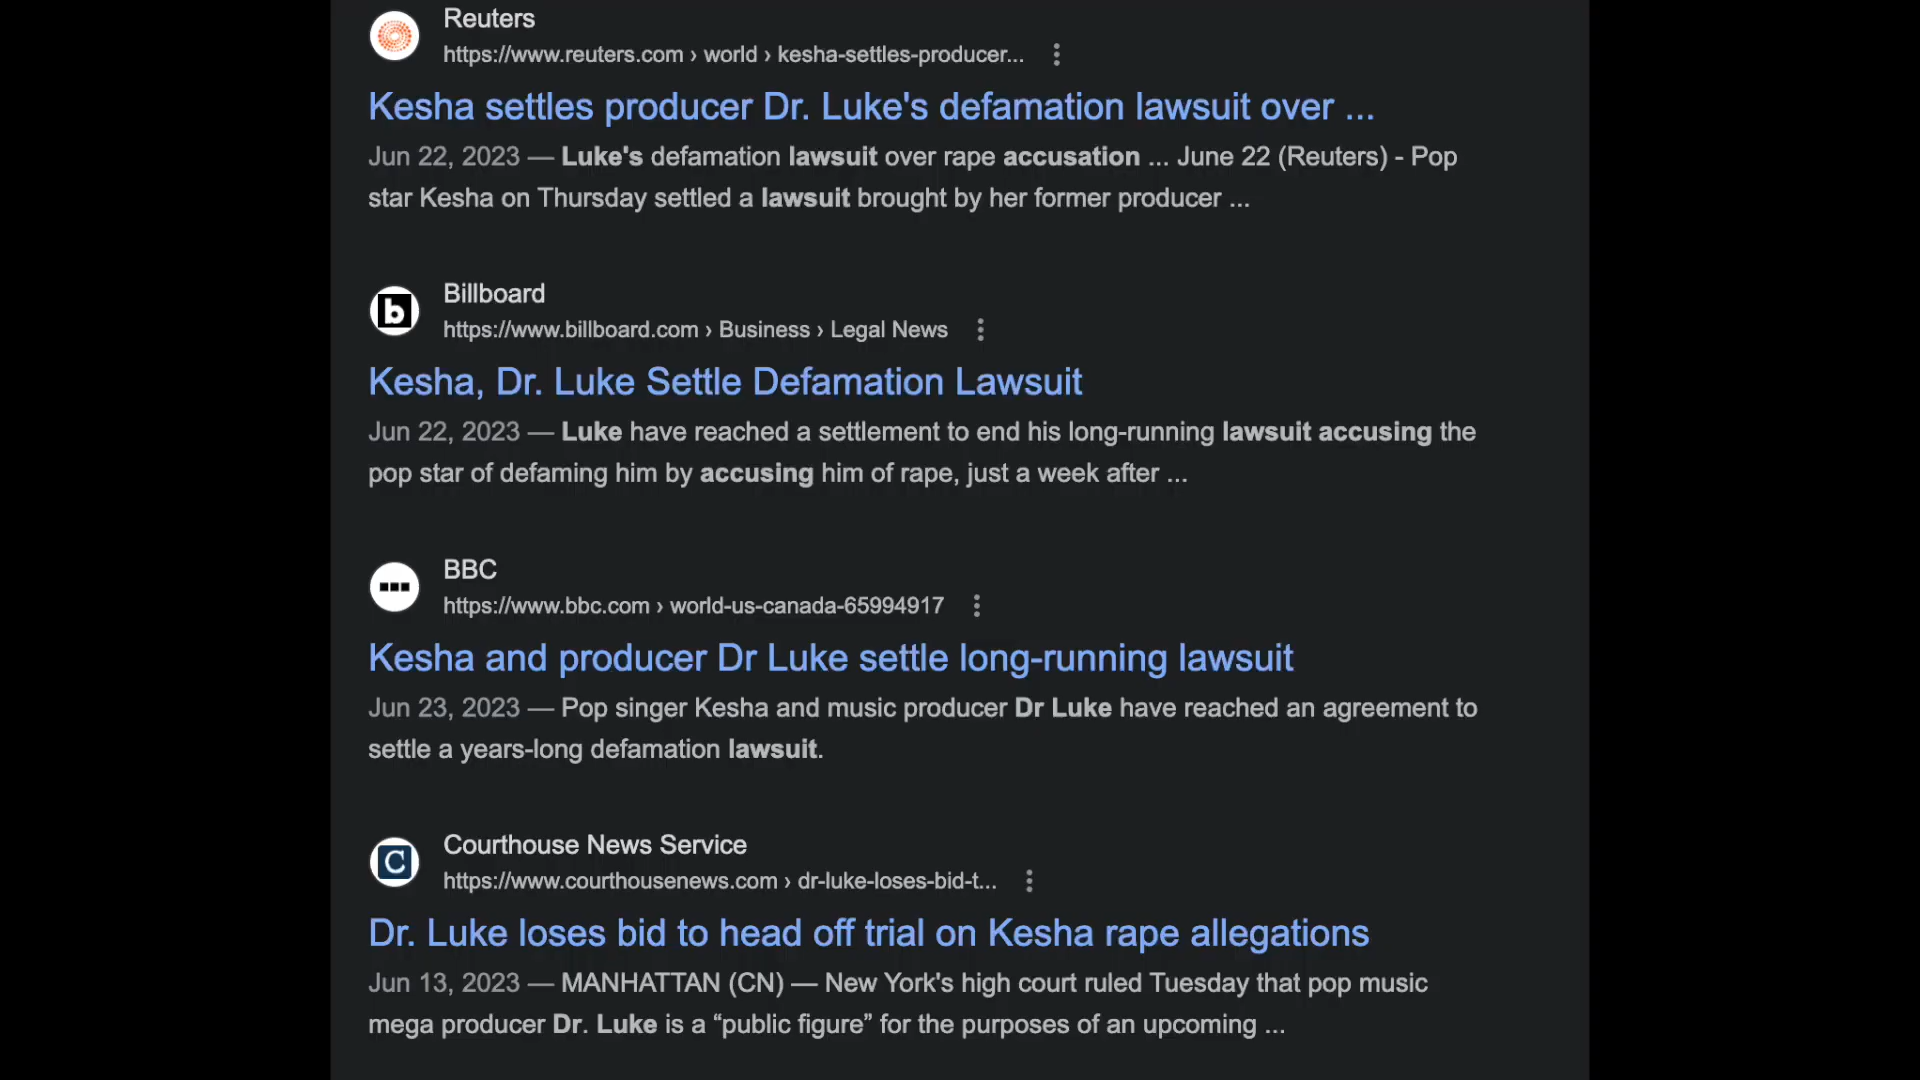 Reuters
https://www.reuters.com › world › kesha-settles-producer...
Kesha settles producer Dr. Luke's defamation lawsuit over ...
Jun 22, 2023 — Luke's defamation lawsuit over rape accusation ... June 22 (Reuters) - Pop
star Kesha on Thursday settled a lawsuit brought by her former producer ...
b
Billboard
https://www.billboard.com › Business › Legal News
Kesha, Dr. Luke Settle Defamation Lawsuit
Jun 22, 2023 — Luke have reached a settlement to end his long-running lawsuit accusing the
pop star of defaming him by accusing him of rape, just a week after ...
BBC
https://www.bbc.com › world-us-canada-65994917
Kesha and producer Dr Luke settle long-running lawsuit
Jun 23, 2023 — Pop singer Kesha and music producer Dr Luke have reached an agreement to
settle a years-long defamation lawsuit.
C
Courthouse News Service
https://www.courthousenews.com › dr-luke-loses-bid-t...
Dr. Luke loses bid to head off trial on Kesha rape allegations
Jun 13, 2023 — MANHATTAN (CN) — New York's high court ruled Tuesday that pop music
mega producer Dr. Luke is a “public figure” for the purposes of an upcoming ...